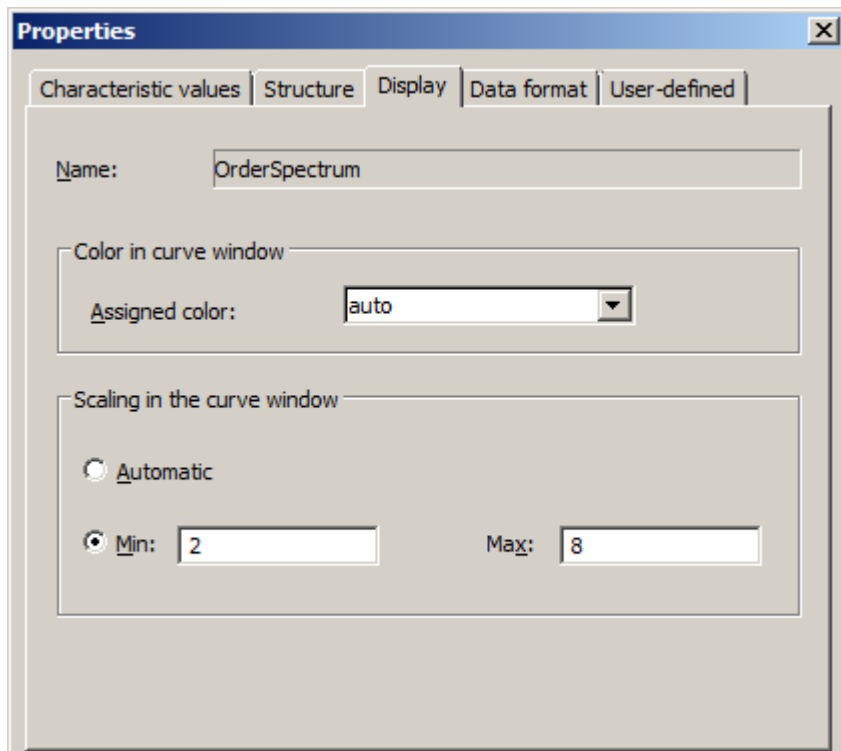 Properties
Characteristic values Structure Display Data format User-defined
Name: OrderSpectrum
Color in curve window
Assigned color: auto
Scaling in the curve window
Automatic
Min: 2 Max: 8